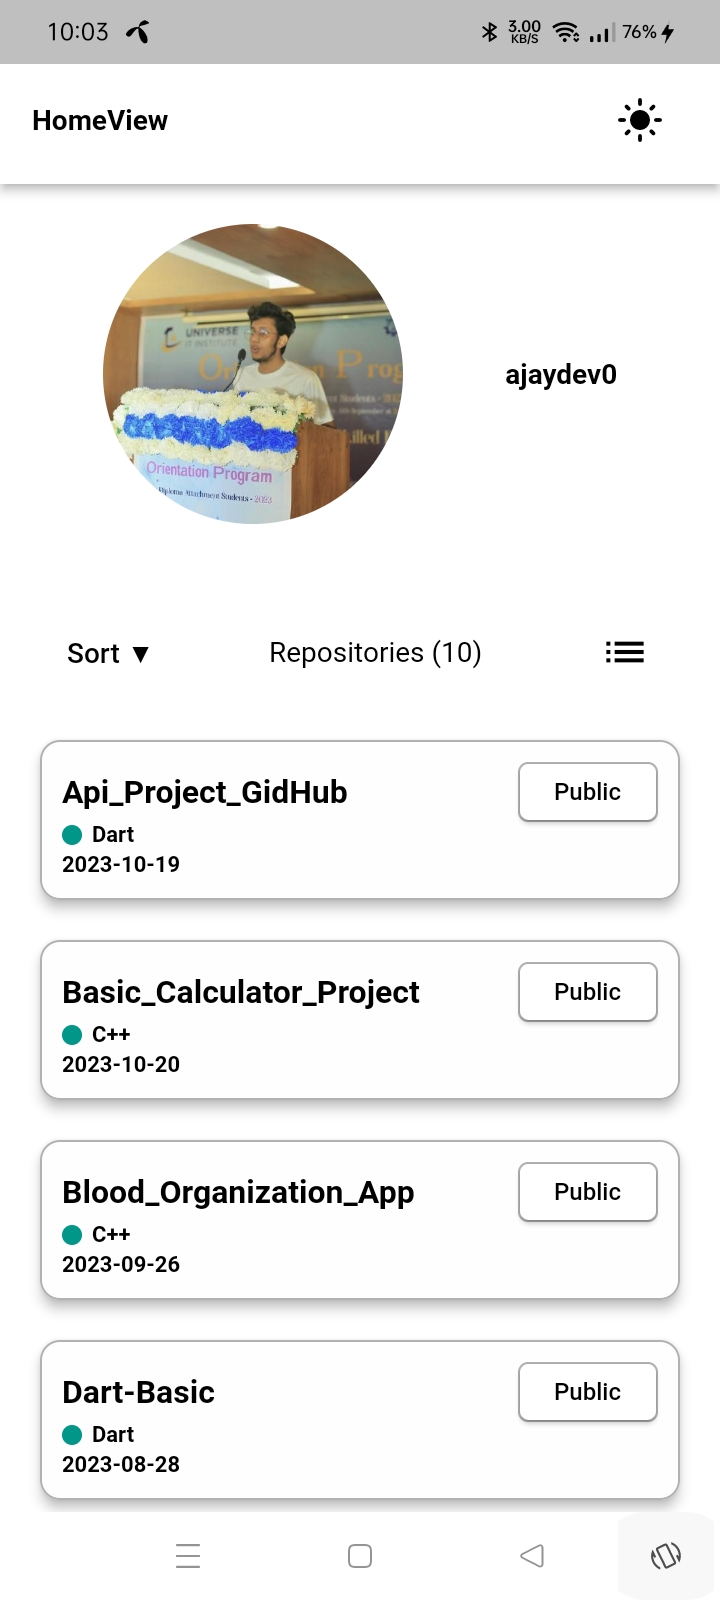 10:03
3.00
KB/S
76%
HomeView
UNIVERSE
IT INSTITUTE
Orientation Program
Diploma Attachment Students - 2023
ajaydev0
Sort ▼
Repositories (10)
Api_Project_GidHub
Public
Dart
2023-10-19
Basic_Calculator_Project
Public
C++
2023-10-20
Blood_Organization_App
Public
C++
2023-09-26
Dart-Basic
Public
Dart
2023-08-28